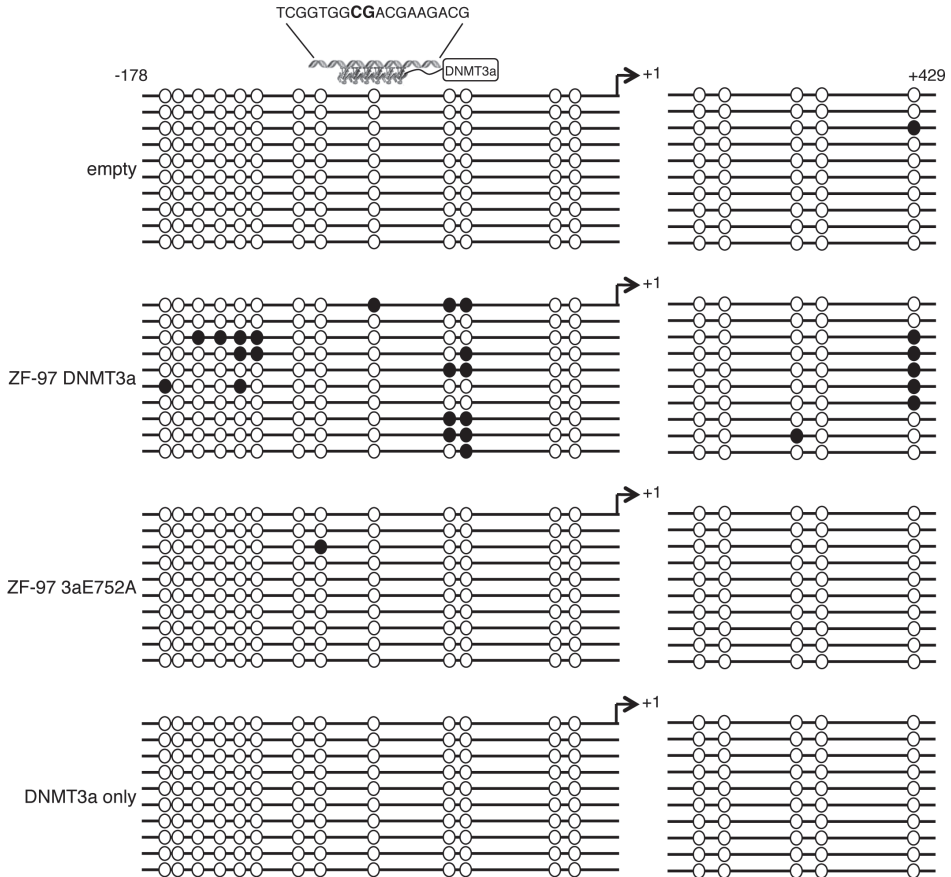 TCGGTGGCGACGAAGACG
DNMT3a
-178
+1
+429
empty
+1
ZF-97 DNMT3a
+1
ZF-97 3aE752A
+1
DNMT3a only